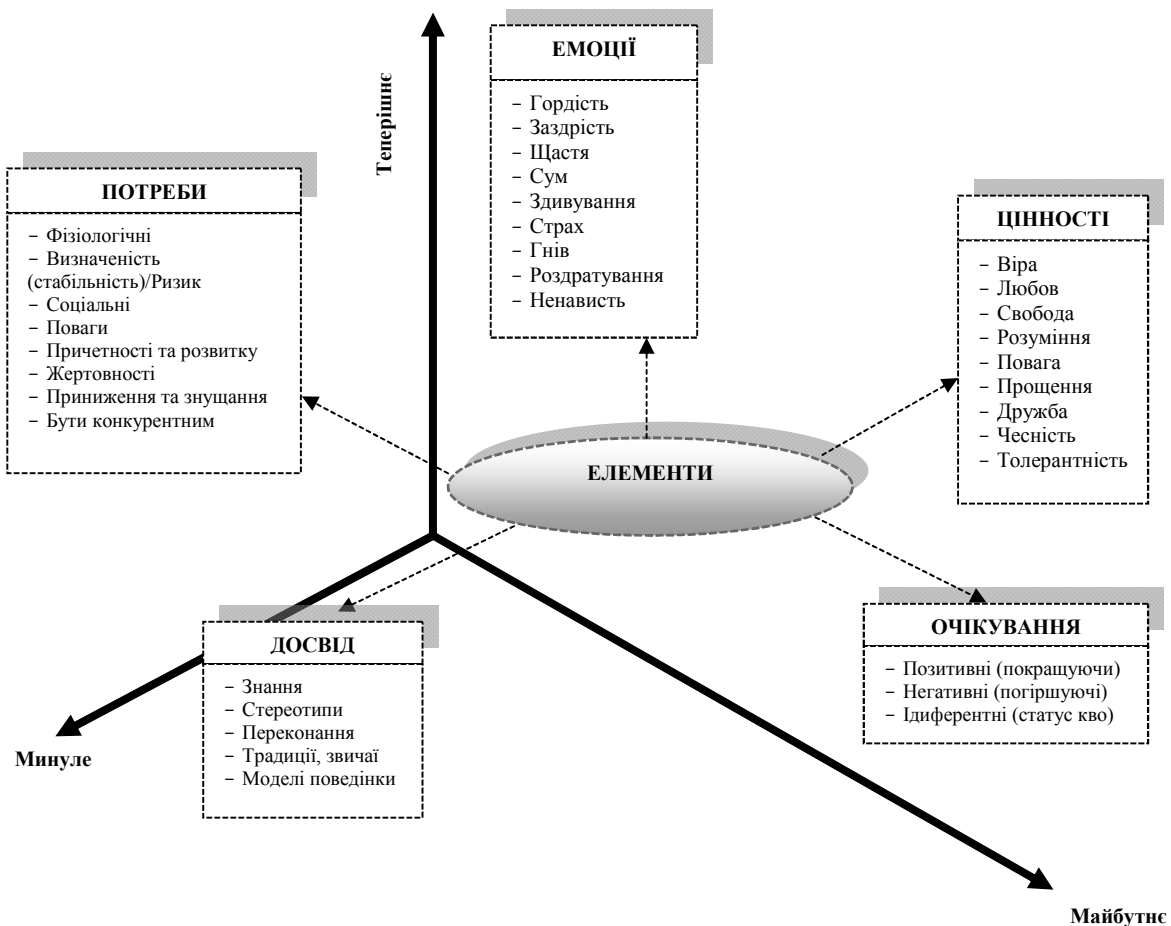 Теперішнє
ЕМОЦІЇ
− Гордість
− Заздрість
− Щастя
− Сум
− Здивування
− Страх
− Гнів
− Роздратування
− Ненависть
ПОТРЕБИ
− Фізіологічні
− Визначеність
(стабільність)/Ризик
− Соціальні
− Поваги
− Причетності та розвитку
− Жертовності
− Приниження та знущання
− Бути конкурентним
ЦІННОСТІ
− Віра
− Любов
− Свобода
− Розуміння
− Повага
− Прощення
− Дружба
− Чесність
− Толерантність
ЕЛЕМЕНТИ
ДОСВІД
− Знання
− Стереотипи
− Переконання
− Традиції, звичаї
− Моделі поведінки
ОЧІКУВАННЯ
− Позитивні (покращуючи)
− Негативні (погіршуючі)
− Ідиферентні (статус кво)
Минуле
Майбутнє